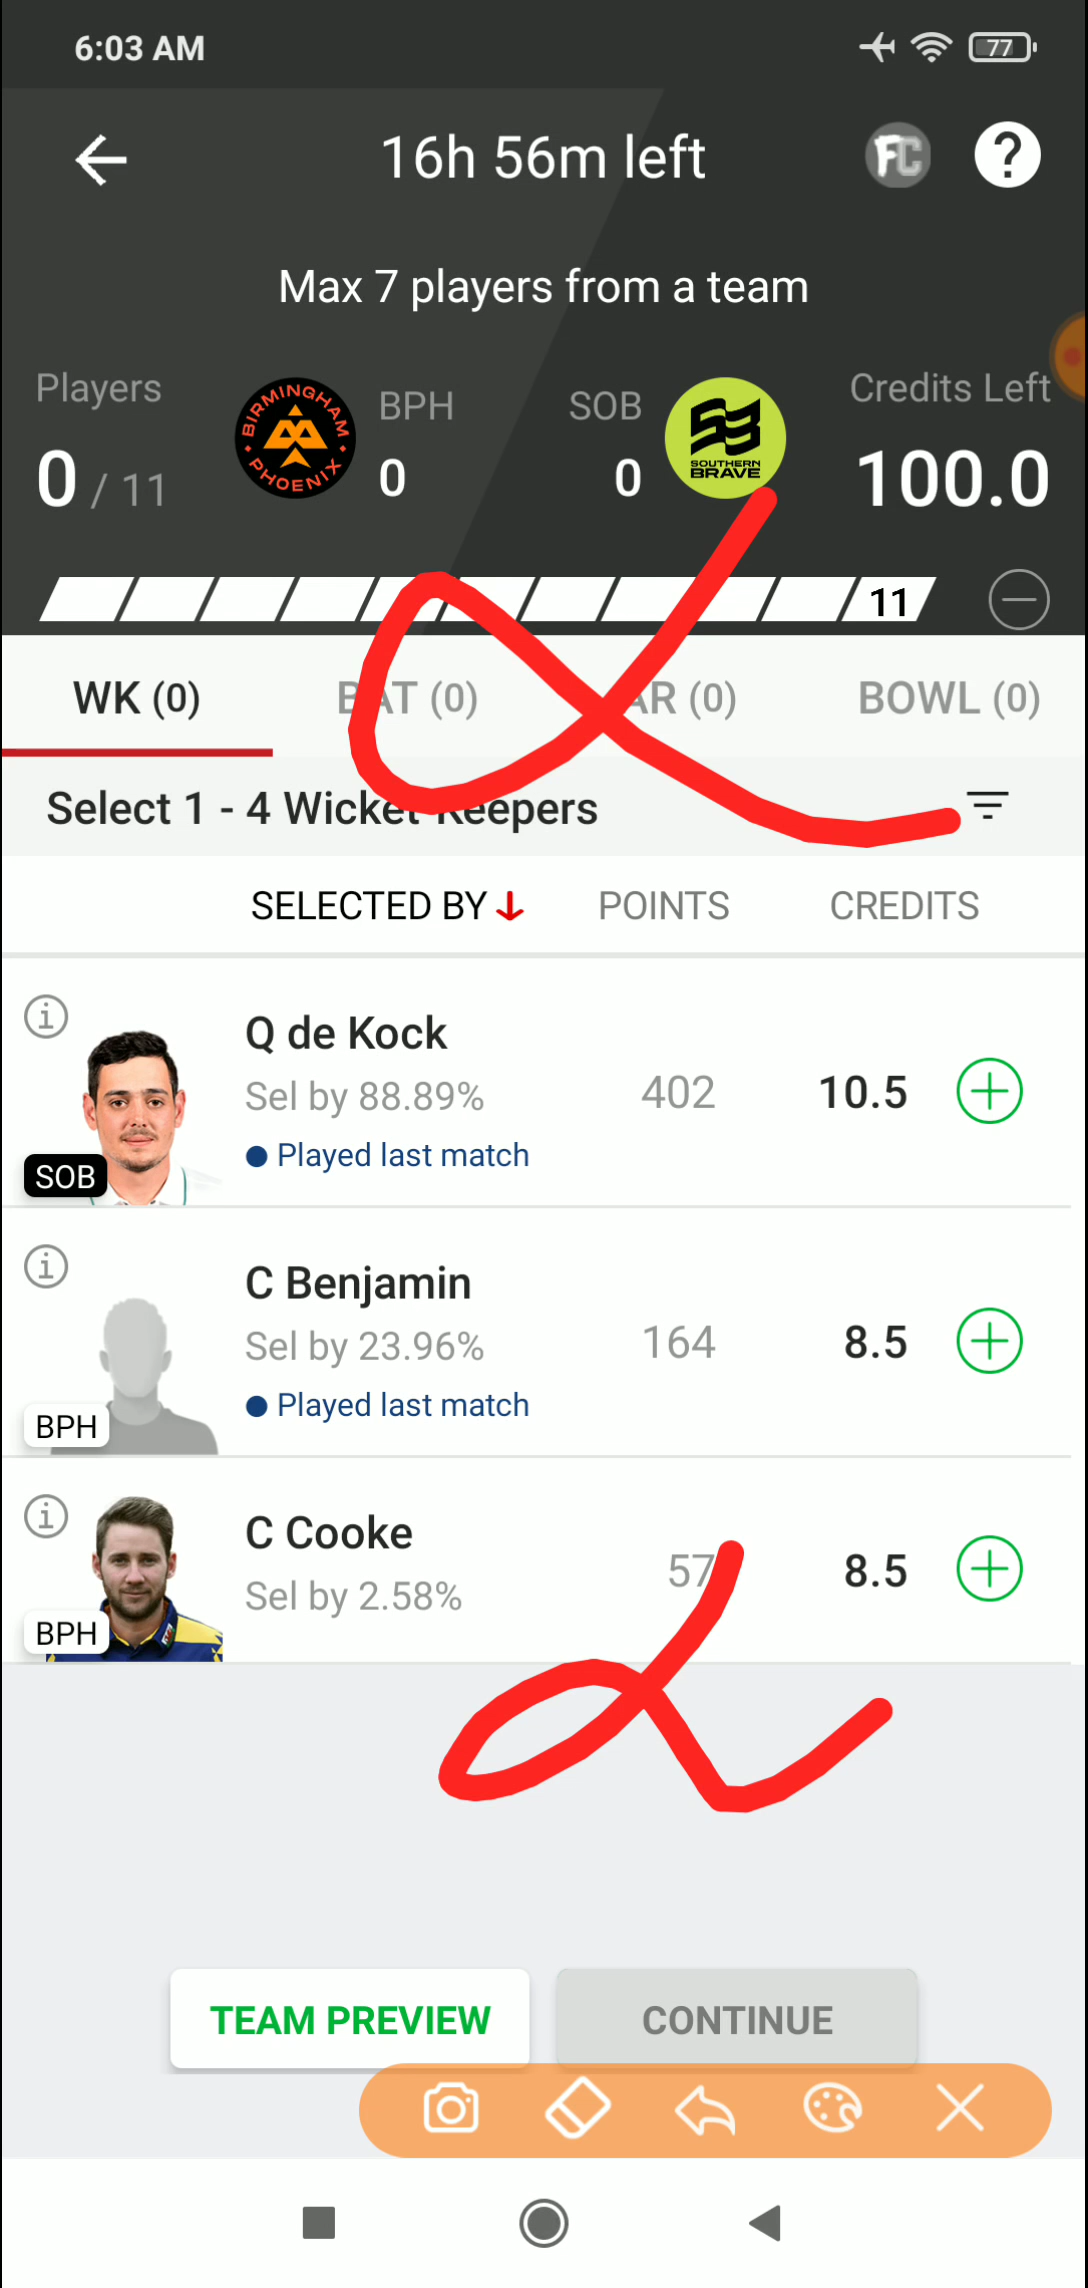 6:03 AM
77
16h 56m left
FC
?
Max 7 players from a team
Players
0 / 11
BIRMINGHAM PHOENIX
BPH
0
SOB
0
SOUTHERN BRAVE
Credits Left
100.0
11
WK (0)
BAT (0)
AR (0)
BOWL (0)
Select 1 - 4 Wicket Keepers
SELECTED BY
POINTS
CREDITS
Q de Kock
Sel by 88.89%
402
10.5
Played last match
SOB
C Benjamin
Sel by 23.96%
164
8.5
Played last match
BPH
C Cooke
Sel by 2.58%
57
8.5
BPH
TEAM PREVIEW
CONTINUE